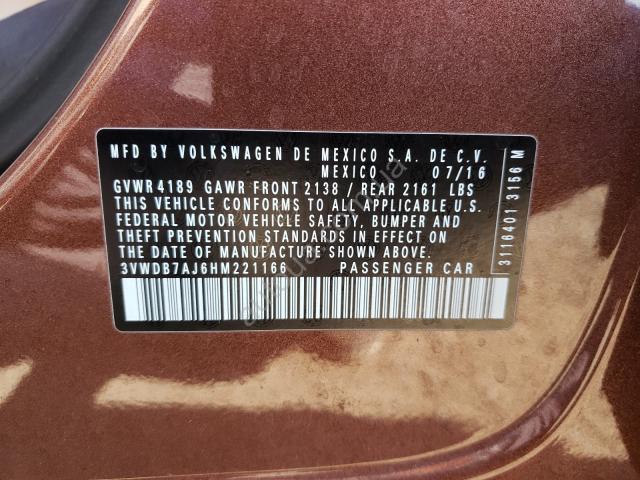 MFD BY VOLKSWAGEN DE MEXICO S.A. DE C.V.
MEXICO 07/16
GVWR 4189 GAWR FRONT 2138 / REAR 2161 LBS
THIS VEHICLE CONFORMS TO ALL APPLICABLE U.S.
FEDERAL MOTOR VEHICLE SAFETY, BUMPER AND
THEFT PREVENTION STANDARDS IN EFFECT ON
THE DATE OF MANUFACTURE SHOWN ABOVE.
3VWDB7AJ6HM221166 PASSENGER CAR
3116401 3156 M